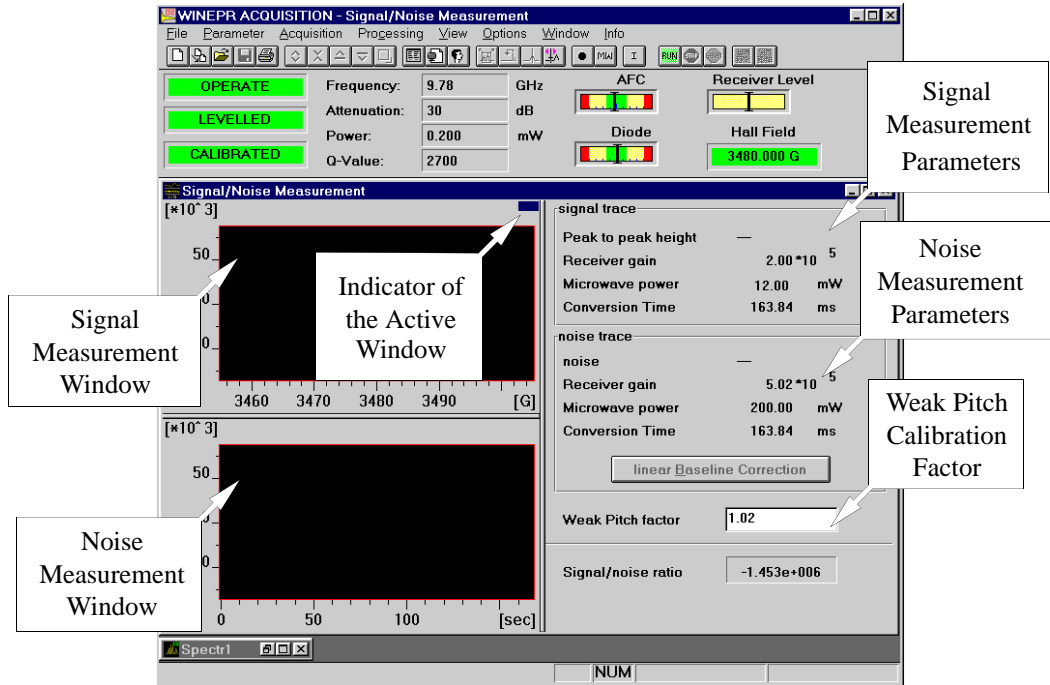 WINEPR ACQUISITION - Signal/Noise Measurement
File Parameter Acquisition Processing View Options Window Info
MW I RUN
OPERATE
LEVELLED
CALIBRATED
Frequency: 9.78 GHz
Attenuation: 30 dB
Power: 0.200 mW
Q-Value: 2700
AFC
Receiver Level
Diode
Hall Field
3480.000 G
Signal
Measurement
Parameters
Signal/Noise Measurement
[*10^3]
50
0
0
3460 3470 3480 3490 [G]
Signal
Measurement
Window
Indicator of
the Active
Window
signal trace
Peak to peak height —
Receiver gain 2.00 *10 5
Microwave power 12.00 mW
Conversion Time 163.84 ms
Noise
Measurement
Parameters
noise trace
noise —
Receiver gain 5.02 *10 5
Microwave power 200.00 mW
Conversion Time 163.84 ms
linear Baseline Correction
Weak Pitch
Calibration
Factor
[*10^3]
50
0
0
0 50 100 [sec]
Noise
Measurement
Window
Weak Pitch factor 1.02
Signal/noise ratio -1.453e+006
Spectr1
NUM